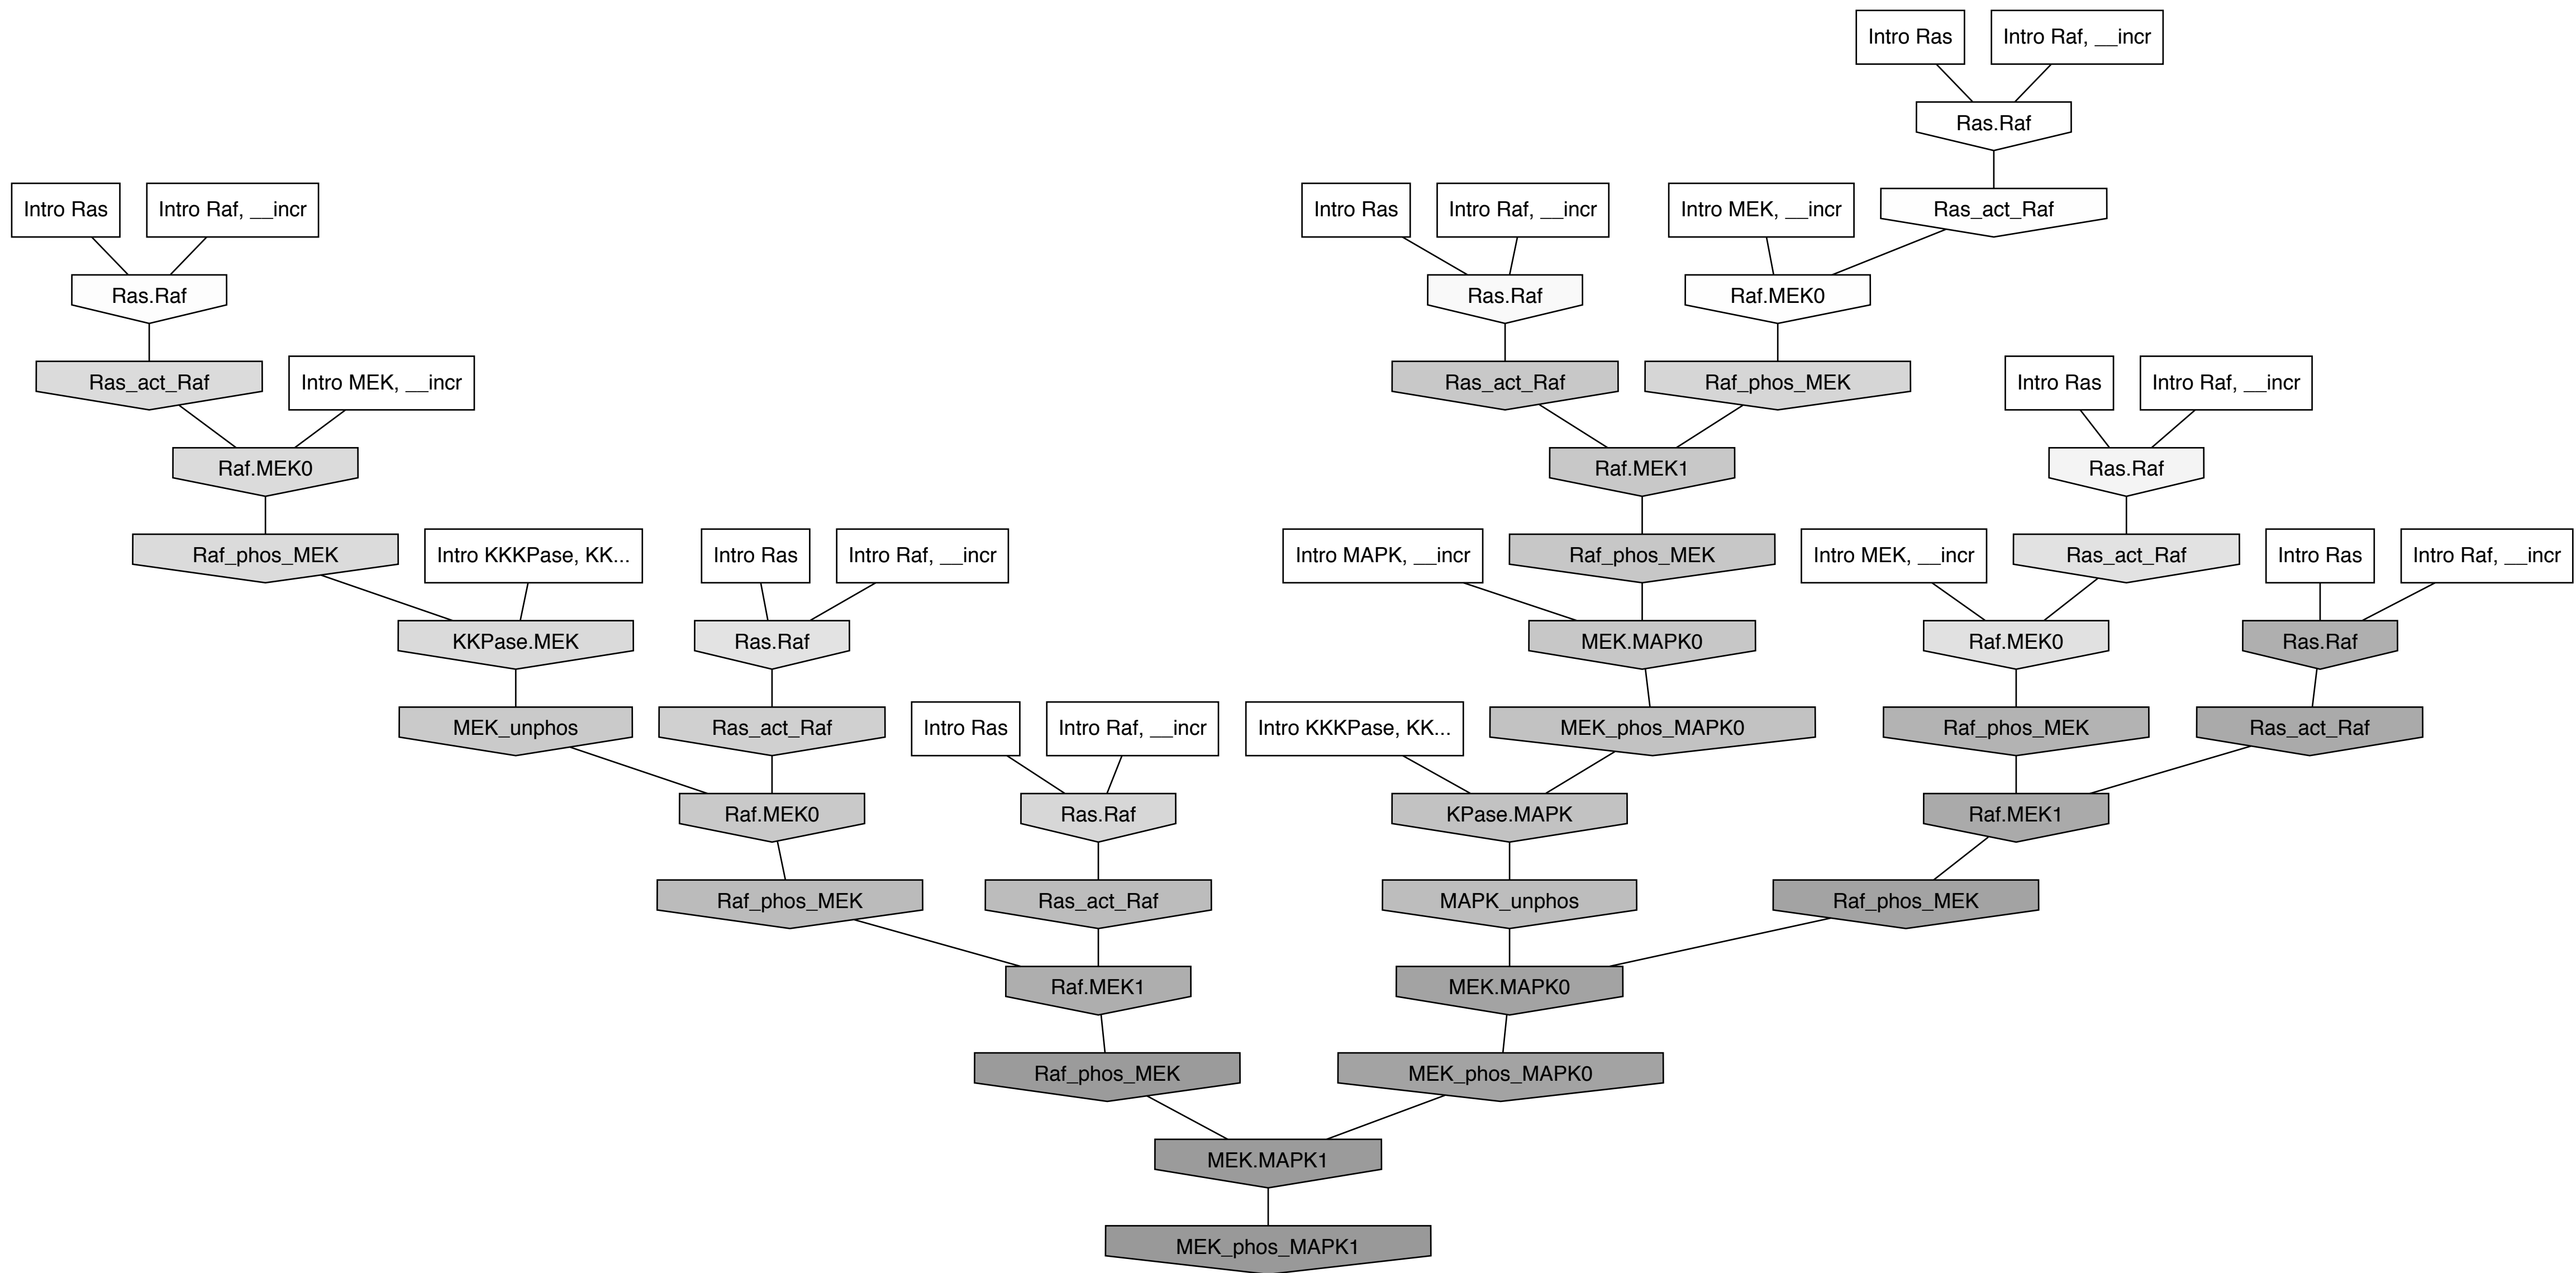 Intro Ras
Intro Raf, __incr
Ras.Raf
Intro Ras
Intro Raf, __incr
Intro Ras
Intro Raf, __incr
Intro MEK, __incr
Ras_act_Raf
Ras.Raf
Ras.Raf
Raf.MEK0
Ras_act_Raf
Intro MEK, __incr
Ras_act_Raf
Raf_phos_MEK
Intro Ras
Intro Raf, __incr
Raf.MEK0
Raf.MEK1
Ras.Raf
Raf_phos_MEK
Intro KKKPase, KK...
Intro Ras
Intro Raf, __incr
Intro MAPK, __incr
Raf_phos_MEK
Intro MEK, __incr
Ras_act_Raf
Intro Ras
Intro Raf, __incr
KKPase.MEK
Ras.Raf
MEK.MAPK0
Raf.MEK0
Ras.Raf
MEK_unphos
Ras_act_Raf
Intro Ras
Intro Raf, __incr
Intro KKKPase, KK...
MEK_phos_MAPK0
Raf_phos_MEK
Ras_act_Raf
Raf.MEK0
Ras.Raf
KPase.MAPK
Raf.MEK1
Raf_phos_MEK
Ras_act_Raf
MAPK_unphos
Raf_phos_MEK
Raf.MEK1
MEK.MAPK0
Raf_phos_MEK
MEK_phos_MAPK0
MEK.MAPK1
MEK_phos_MAPK1